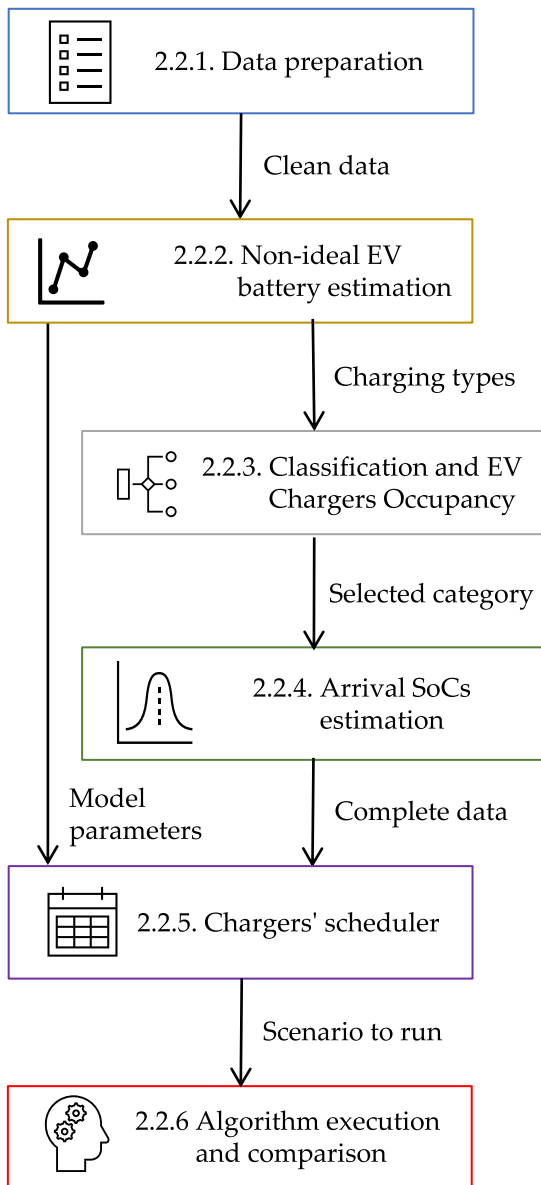 2.2.1. Data preparation
Clean data
2.2.2. Non-ideal EV
battery estimation
Charging types
2.2.3. Classification and EV
Chargers Occupancy
Selected category
2.2.4. Arrival SoCs
estimation
Model
parameters
Complete data
2.2.5. Chargers' scheduler
Scenario to run
2.2.6 Algorithm execution
and comparison